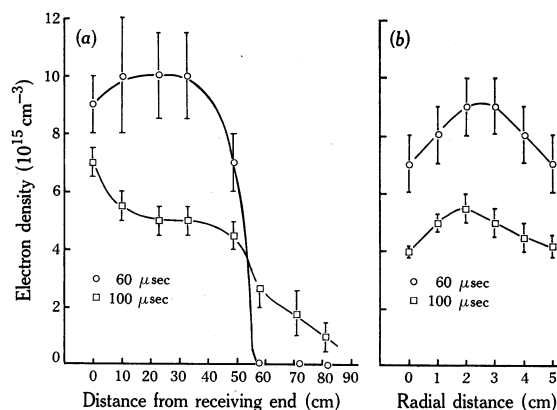 (a)
(b)
12
10
8
6
4
2
0
Electron density (10¹⁵ cm⁻³)
60 μsec
100 μsec
60 μsec
100 μsec
0 10 20 30 40 50 60 70 80
0 1 2 3 4 5
Distance from receiving end (cm)
Radial distance (cm)